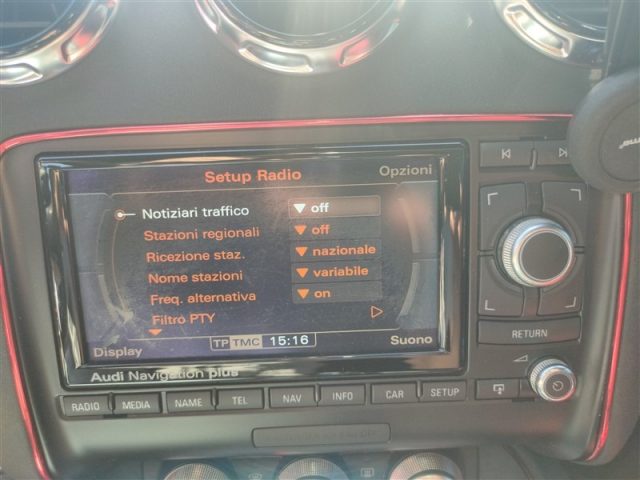 Setup Radio Opzioni
Notiziari traffico off
Stazioni regionali off
Ricezione staz. nazionale
Nome stazioni variabile
Freq. alternativa on
Filtro PTY
Display TP TMC 15:16 Suono
RETURN
Audi Navigation plus
RADIO MEDIA NAME TEL NAV INFO CAR SETUP